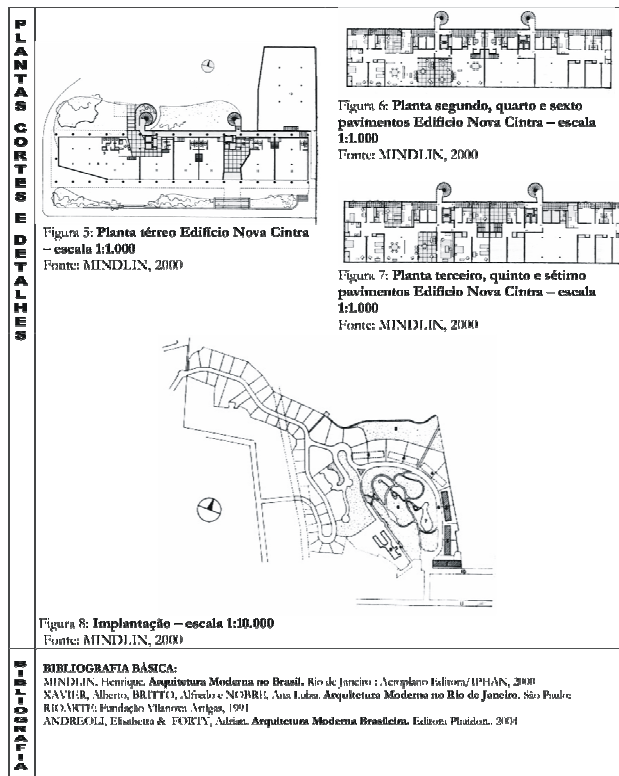 PLANTAS CORTES E DETALHES
Figura 5: Planta térreo Edifício Nova Cintra
– escala 1:1.000
Fonte: MINDLIN, 2000
Figura 6: Planta segundo, quarto e sexto
pavimentos Edifício Nova Cintra – escala
1:1.000
Fonte: MINDLIN, 2000
Figura 7: Planta terceiro, quinto e sétimo
pavimentos Edifício Nova Cintra – escala
1:1.000
Fonte: MINDLIN, 2000
Figura 8: Implantação – escala 1:10.000
Fonte: MINDLIN, 2000
BIBLIOGRAFIA
BIBLIOGRAFIA BÁSICA:
MINDLIN, Henrique. Arquitetura Moderna no Brasil. Rio de Janeiro : Aeroplano Editora/IPHAN, 2000
XAVIER, Alberto, BRITTO, Alfredo e NOBRE, Ana Luiza. Arquitetura Moderna no Rio de Janeiro. São Paulo:
RIOARTE: Fundação Vilanova Artigas, 1991
ANDREOLI, Elisabetta & FORTY, Adrian. Arquitetura Moderna Brasileira. Editora Phaidon.. 2004